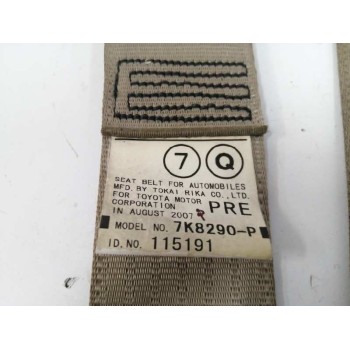 7 Q
SEAT BELT FOR AUTOMOBILES
MFD. BY TOKAI RIKA CO., LTD.
FOR TOYOTA MOTOR
CORPORATION PRE
IN AUGUST 2007 R
MODEL NO. 7K8290-P
ID. NO. 115191